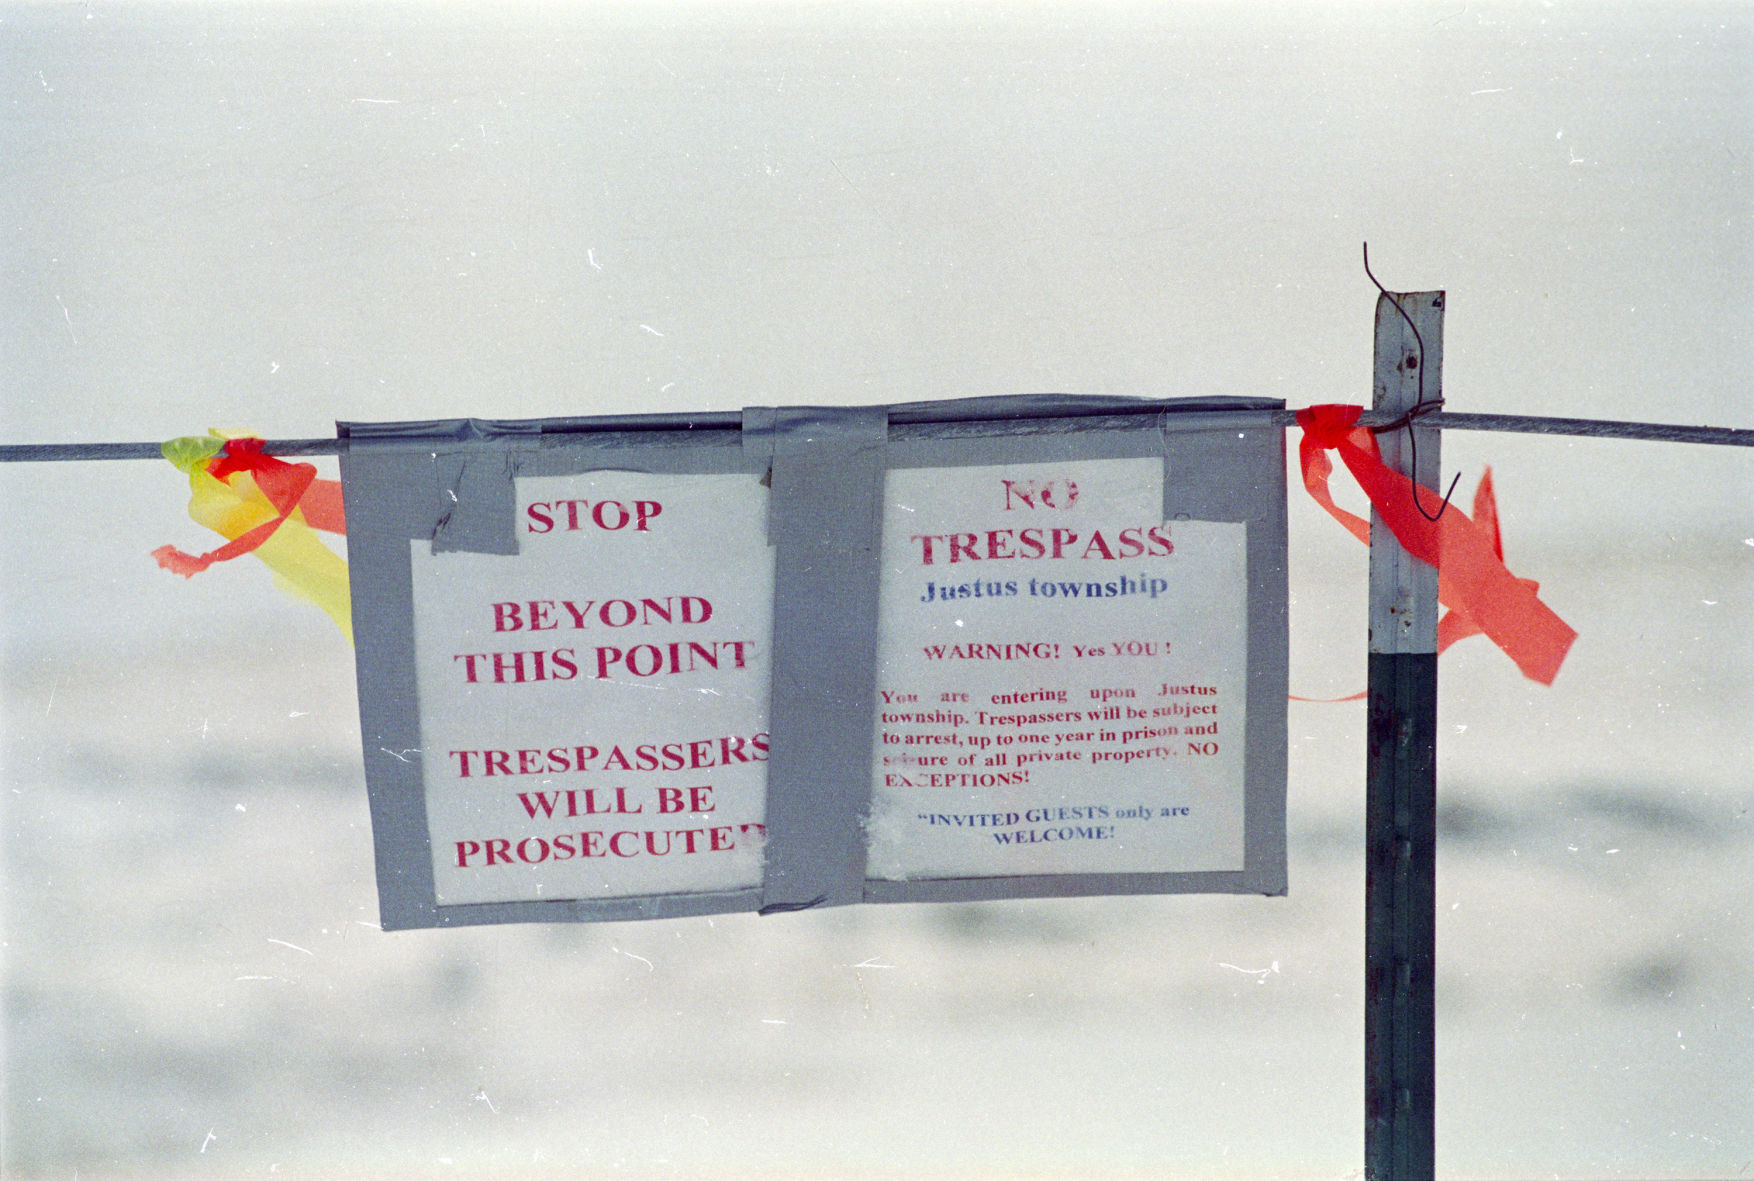 STOP
BEYOND
THIS POINT
TRESPASSERS
WILL BE
PROSECUTED
NO
TRESPASS
Justus township
WARNING! Yes YOU !
You are entering upon Justus
township. Trespassers will be subject
to arrest, up to one year in prison and
seizure of all private property. NO
EXCEPTIONS!
"INVITED GUESTS only are
WELCOME!